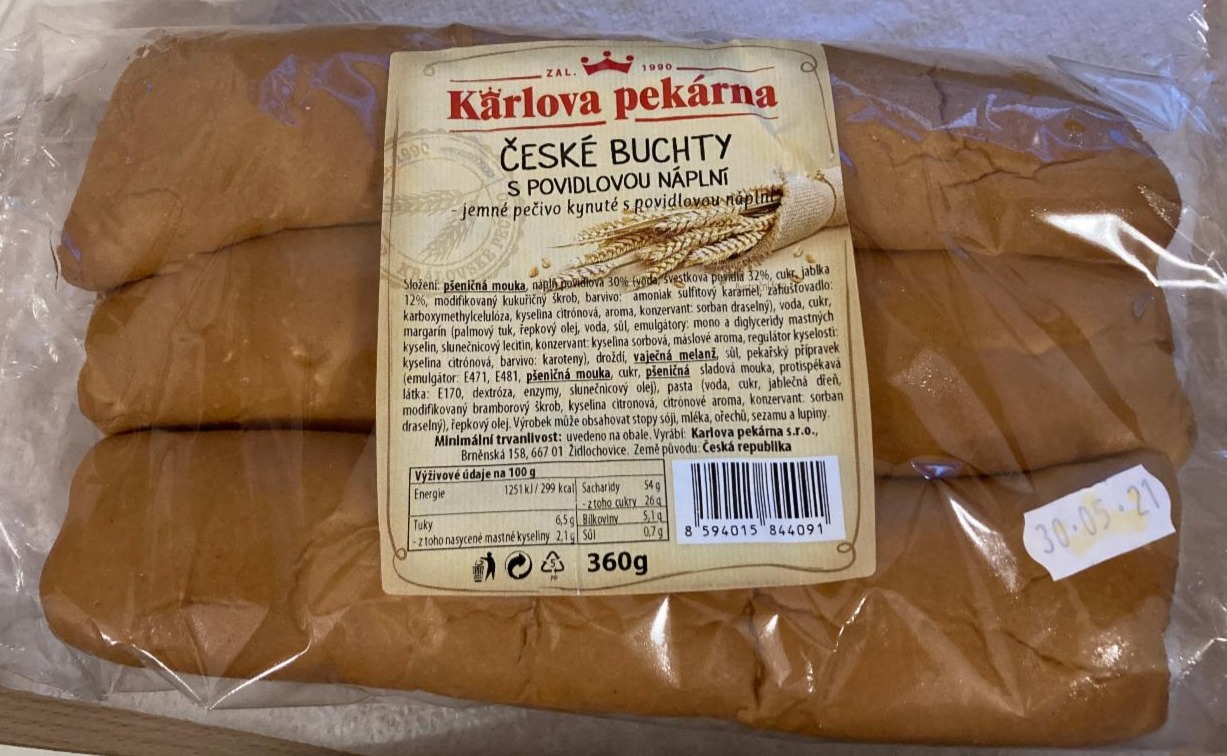 ZAL. 1990
Karlova pekárna
ČESKÉ BUCHTY
S POVIDLOVOU NÁPLNÍ
- jemné pečivo kynuté s povidlovou náplní
Složení: pšeničná mouka, náplň povidlová 30% (voda, švestková povidla 32%, cukr, jablka
12%, modifikovaný kukuřičný škrob, barvivo: amoniak sulfitový karamel, zahušťovadlo:
karboxymethylcelulóza, kyselina citrónová, aroma, konzervant: sorban draselný), voda, cukr,
margarín (palmový tuk, řepkový olej, voda, sůl, emulgátory: mono a diglyceridy mastných
kyselin, slunečnicový lecitin, konzervant: kyselina sorbová, máslové aroma, regulátor kyselosti:
kyselina citrónová, barvivo: karoteny), droždí, vaječná melanž, sůl, pekařský přípravek
(emulgátor: E471, E481, pšeničná mouka, cukr, pšeničná sladová mouka, protispékavá
látka: E170, dextróza, enzymy, slunečnicový olej), pasta (voda, cukr, jablečná dřeň,
modifikovaný bramborový škrob, kyselina citronová, citrónové aroma, konzervant: sorban
draselný), řepkový olej. Výrobek může obsahovat stopy sóji, mléka, ořechů, sezamu a lupiny.
Minimální trvanlivost: uvedeno na obale. Vyrábí: Karlova pekárna s.r.o.,
Brněnská 158, 667 01 Židlochovice. Země původu: Česká republika
Výživové údaje na 100 g
Energie 1251 kJ / 299 kcal Sacharidy 54 g
- z toho cukry 26 g
Tuky 6,5 g Bílkoviny 5,1 g
- z toho nasycené mastné kyseliny 2,1 g Sůl 0,7 g
8 594015 844091
5
PP
360g
30.05.21